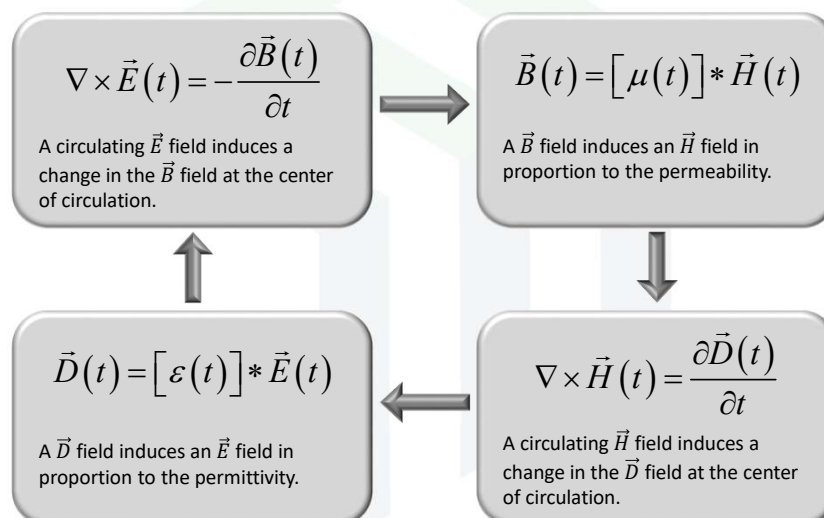 ∇ × E⃗(t) = −∂B⃗(t)/∂t
A circulating E⃗ field induces a
change in the B⃗ field at the center
of circulation.
B⃗(t) = [μ(t)] * H⃗(t)
A B⃗ field induces an H⃗ field in
proportion to the permeability.
D⃗(t) = [ε(t)] * E⃗(t)
A D⃗ field induces an E⃗ field in
proportion to the permittivity.
∇ × H⃗(t) = ∂D⃗(t)/∂t
A circulating H⃗ field induces a
change in the D⃗ field at the center
of circulation.